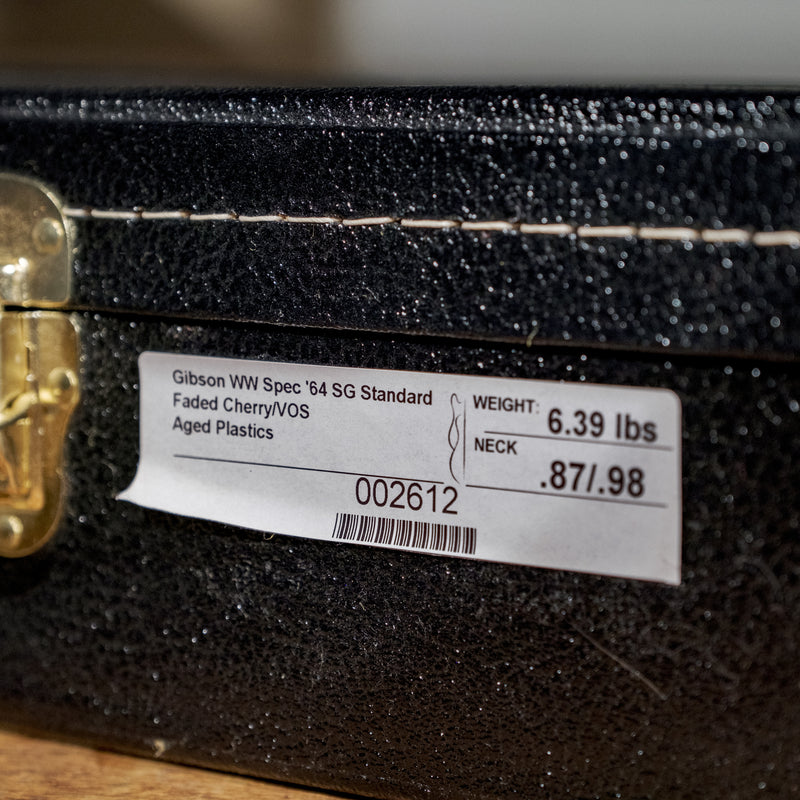 Gibson WW Spec '64 SG Standard
Faded Cherry/VOS
Aged Plastics
002612
WEIGHT: 6.39 lbs
NECK .87/.98